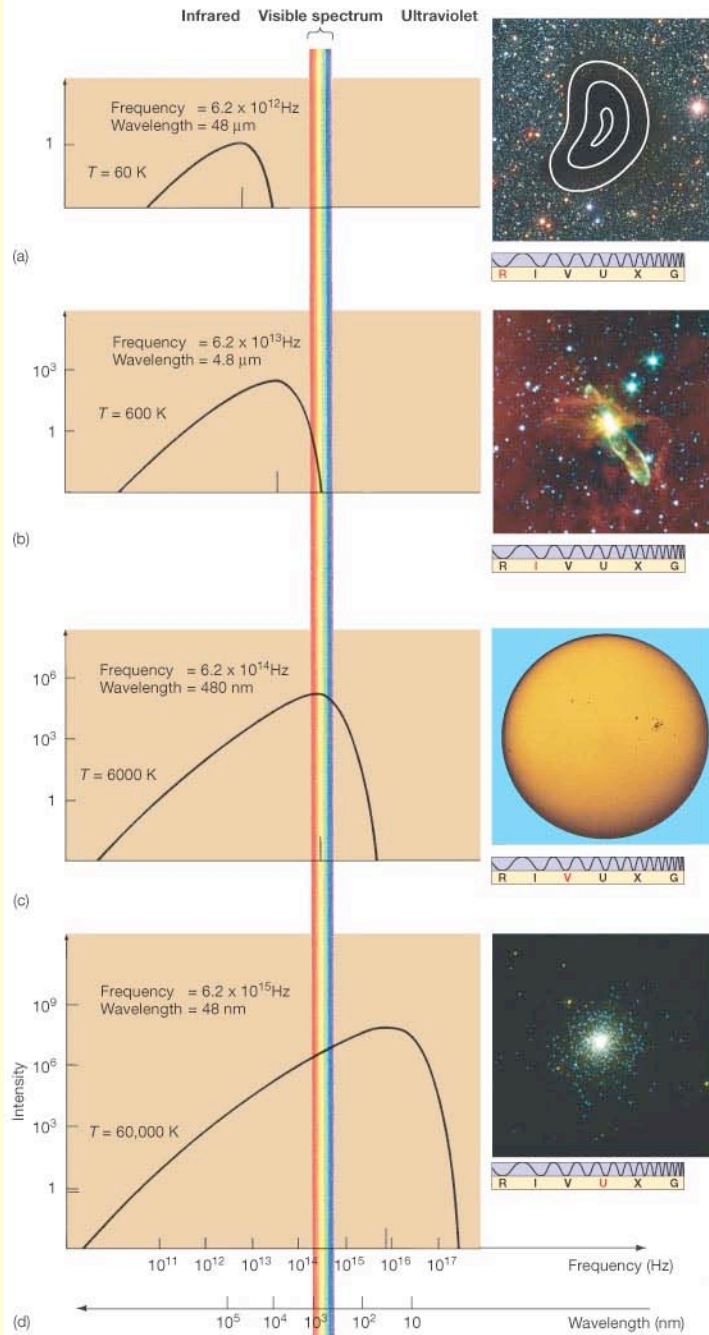 Infrared Visible spectrum Ultraviolet
Frequency = 6.2 x 10¹²Hz
Wavelength = 48 μm
1
T = 60 K
(a)
R I V U X G
Frequency = 6.2 x 10¹³Hz
Wavelength = 4.8 μm
10³
T = 600 K
1
(b)
R I V U X G
Frequency = 6.2 x 10¹⁴Hz
Wavelength = 480 nm
10⁶
10³
T = 6000 K
1
(c)
R I V U X G
Frequency = 6.2 x 10¹⁵Hz
Wavelength = 48 nm
10⁹
10⁶
Intensity
10³
T = 60,000 K
1
R I V U X G
10¹¹ 10¹² 10¹³ 10¹⁴ 10¹⁵ 10¹⁶ 10¹⁷ Frequency (Hz)
(d) 10⁵ 10⁴ 10³ 10² 10 Wavelength (nm)